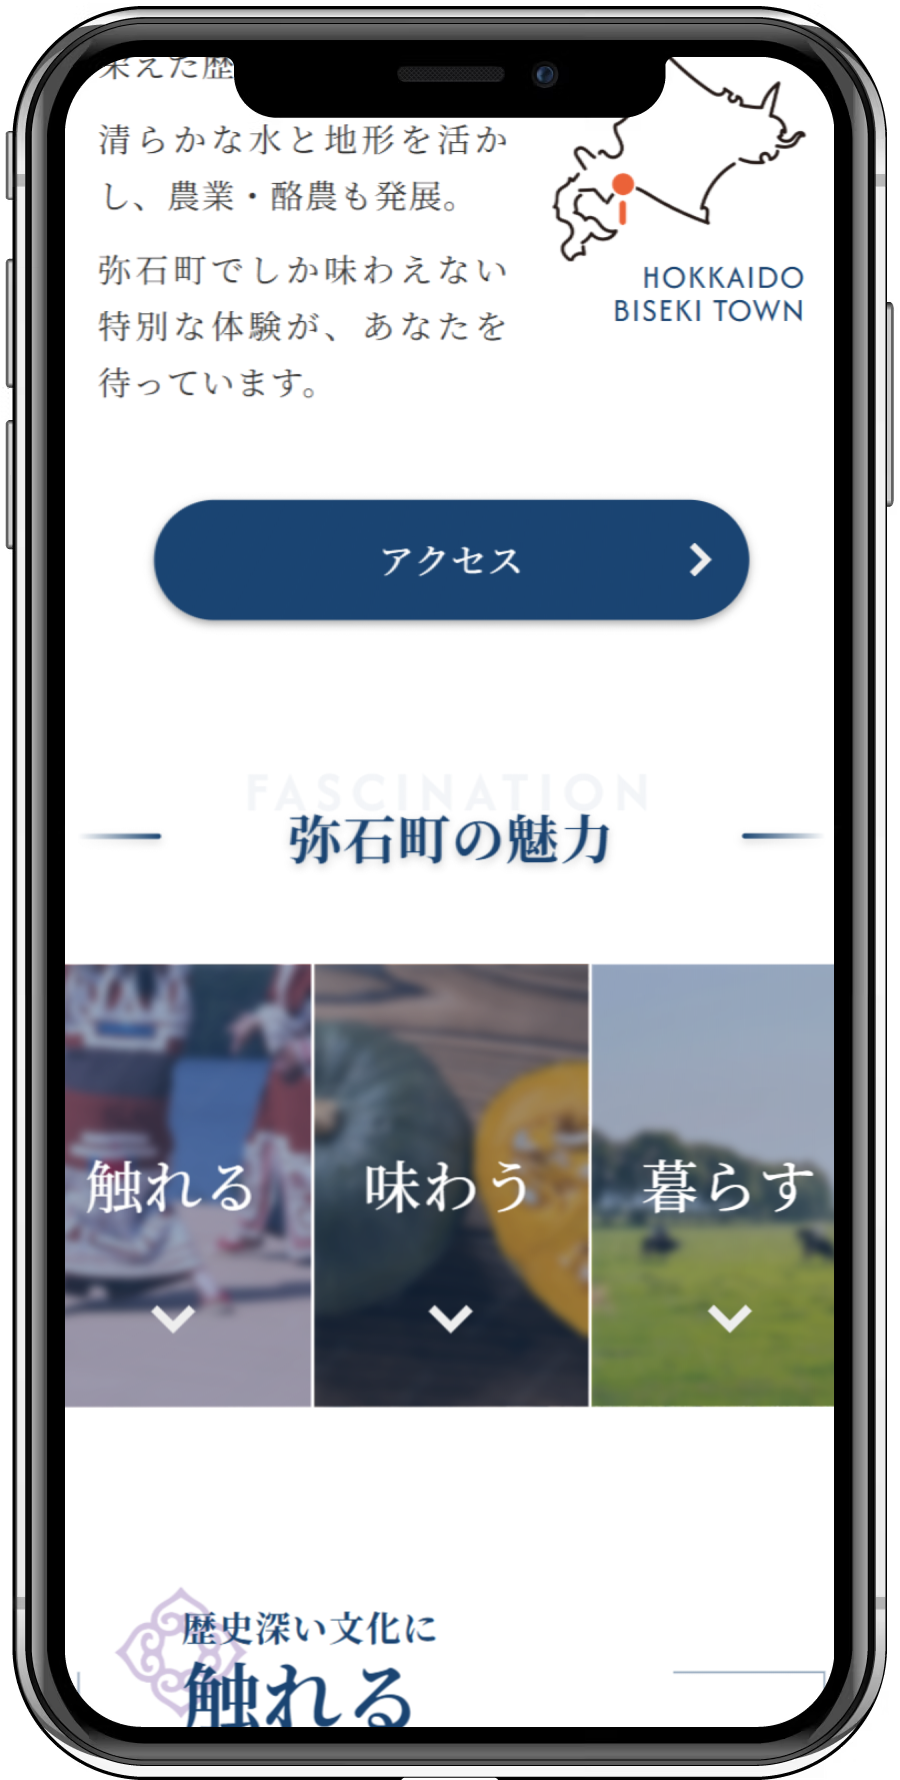 栄えた歴
清らかな水と地形を活か
し、農業・酪農も発展。
弥石町でしか味わえない
特別な体験が、あなたを
待っています。
HOKKAIDO
BISEKI TOWN
アクセス
FASCINATION
弥石町の魅力
触れる
味わう
暮らす
歴史深い文化に
触れる